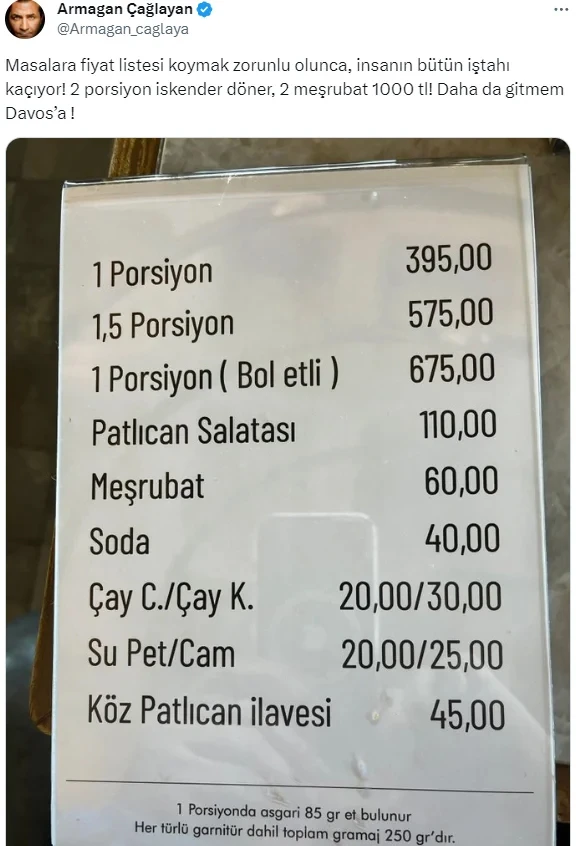 Armagan Çağlayan
@Armagan_caglaya
Masalara fiyat listesi koymak zorunlu olunca, insanın bütün iştahı
kaçıyor! 2 porsiyon iskender döner, 2 meşrubat 1000 tl! Daha da gitmem
Davos’a !
1 Porsiyon 395,00
1,5 Porsiyon 575,00
1 Porsiyon ( Bol etli ) 675,00
Patlıcan Salatası 110,00
Meşrubat 60,00
Soda 40,00
Çay C./Çay K. 20,00/30,00
Su Pet/Cam 20,00/25,00
Köz Patlıcan ilavesi 45,00
1 Porsiyonda asgari 85 gr et bulunur
Her türlü garnitür dahil toplam gramaj 250 gr’dır.